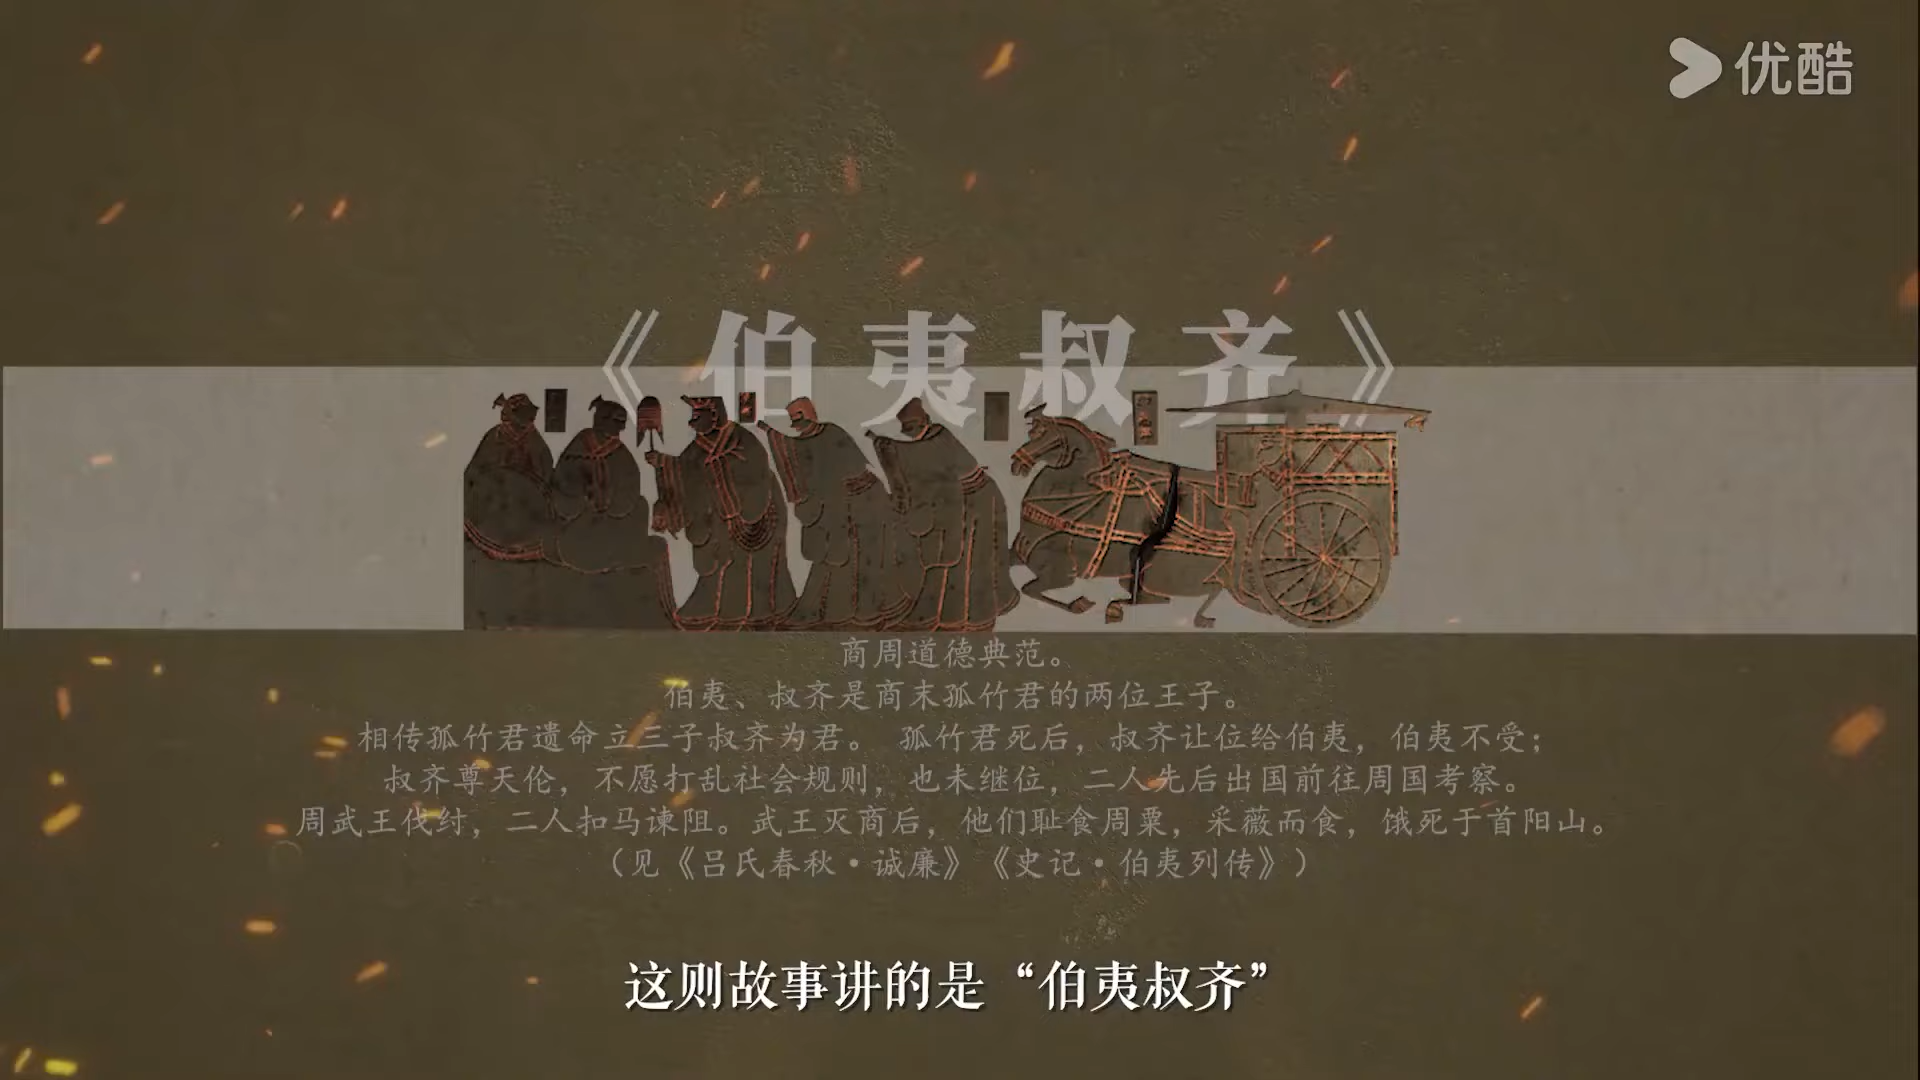 优酷
《伯夷叔齐》
商周道德典范。
伯夷、叔齐是商末孤竹君的两位王子。
相传孤竹君遗命立三子叔齐为君。 孤竹君死后，叔齐让位给伯夷，伯夷不受；
叔齐尊天伦，不愿打乱社会规则，也未继位，二人先后出国前往周国考察。
周武王伐纣，二人扣马谏阻。武王灭商后，他们耻食周粟，采薇而食，饿死于首阳山。
（见《吕氏春秋·诚廉》《史记·伯夷列传》）
这则故事讲的是“伯夷叔齐”